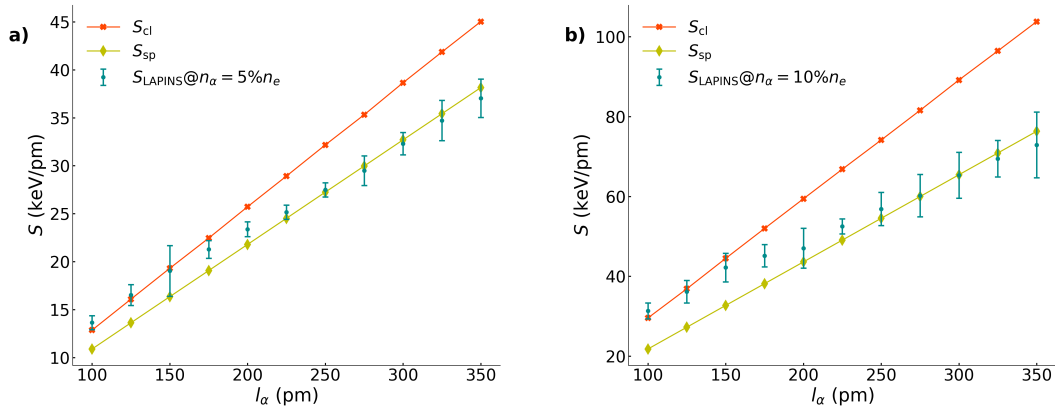 a)
S_cl
S_sp
S_LAPINS@n_α = 5%n_e
45
40
35
30
25
20
15
10
S (keV/pm)
100 150 200 250 300 350
l_α (pm)
b)
S_cl
S_sp
S_LAPINS@n_α = 10%n_e
100
80
60
40
20
S (keV/pm)
100 150 200 250 300 350
l_α (pm)